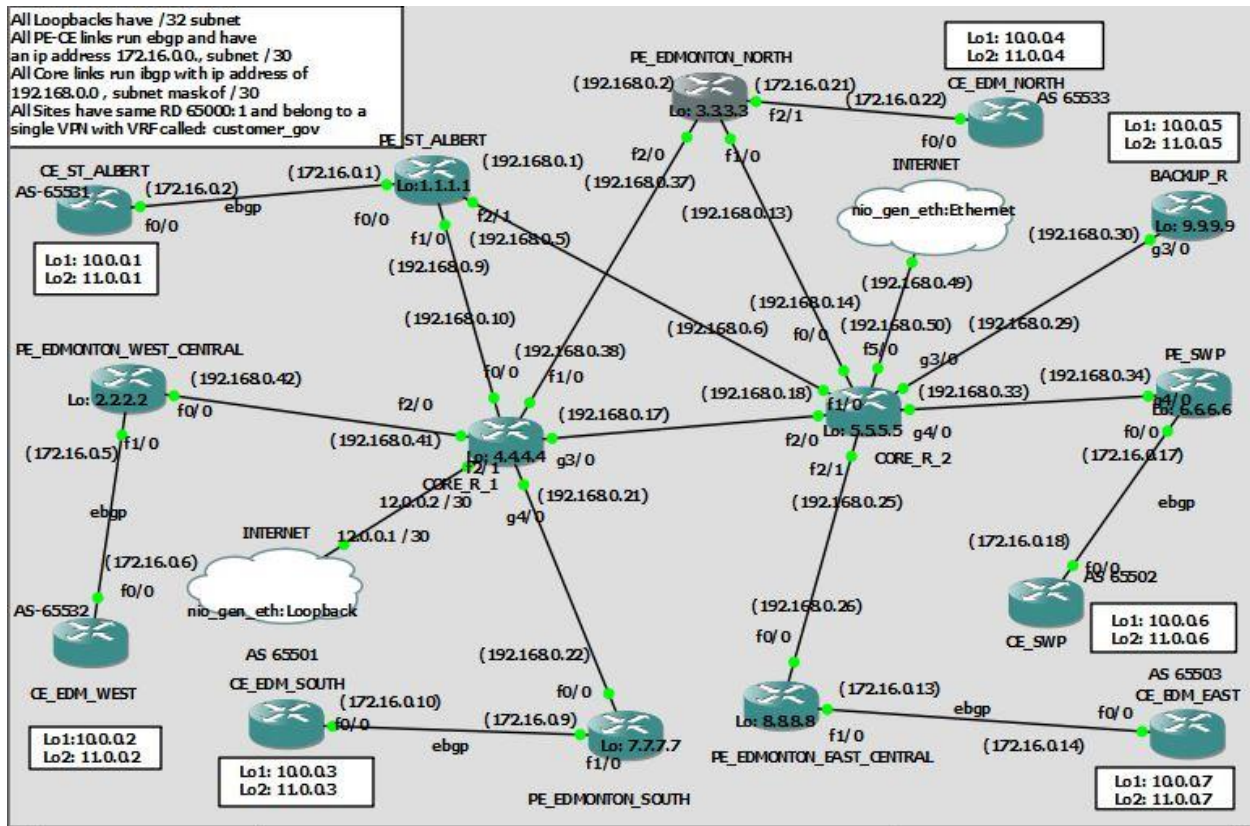 All Loopbacks have /32 subnet
All PE-CE links run ebgp and have
an ip address 172.16.0.0., subnet /30
All Core links run ibgp with ip address of
192.168.0.0 , subnet mask of /30
All Sites have same RD 65000:1 and belong to a
single VPN with VRF called: customer_gov
PE_EDMONTON_NORTH
(192.168.0.2)
Lo: 3.3.3.3
(172.16.0.21)
f2/1
(172.16.0.22)
f0/0
Lo1: 10.0.0.4
Lo2: 11.0.0.4
CE_EDM_NORTH
AS 65533
f2/0
f1/0
(192.168.0.37)
(192.168.0.13)
Lo1: 10.0.0.5
Lo2: 11.0.0.5
BACKUP_R
Lo: 9.9.9.9
(192.168.0.30)
g3/0
INTERNET
nio_gen_eth:Ethernet
(192.168.0.49)
PE_ST_ALBERT
(192.168.0.1)
Lo:1.1.1.1
(172.16.0.1)
f0/0
f1/0
f2/1
(192.168.0.5)
(192.168.0.9)
CE_ST_ALBERT
AS-65531
(172.16.0.2)
ebgp
f0/0
Lo1: 10.0.0.1
Lo2: 11.0.0.1
(192.168.0.10)
(192.168.0.38)
f0/0
f1/0
(192.168.0.14)
(192.168.0.6)
f0/0
(192.168.0.50)
f5/0
(192.168.0.29)
g3/0
PE_EDMONTON_WEST_CENTRAL
(192.168.0.42)
Lo: 2.2.2.2
f0/0
f1/0
(172.16.0.5)
f2/0
(192.168.0.41)
Lo: 4.4.4.4
f2/1
CORE_R_1
(192.168.0.17)
g3/0
(192.168.0.21)
g4/0
(192.168.0.18)
f1/0
Lo: 5.5.5.5
f2/0
f2/1
g4/0
CORE_R_2
(192.168.0.33)
(192.168.0.34)
PE_SWP
g4/0
Lo: 6.6.6.6
f0/0
(172.16.0.17)
ebgp
(172.16.0.18)
f0/0
AS 65502
CE_SWP
Lo1: 10.0.0.6
Lo2: 11.0.0.6
ebgp
(172.16.0.6)
f0/0
AS-65532
CE_EDM_WEST
Lo1:10.0.0.2
Lo2: 11.0.0.2
12.0.0.2 /30
12.0.0.1 /30
INTERNET
nio_gen_eth:Loopback
(192.168.0.25)
(192.168.0.26)
f0/0
AS 65501
CE_EDM_SOUTH
(172.16.0.10)
f0/0
Lo1: 10.0.0.3
Lo2: 11.0.0.3
ebgp
(172.16.0.9)
(192.168.0.22)
f0/0
Lo: 7.7.7.7
f1/0
PE_EDMONTON_SOUTH
Lo: 8.8.8.8
(172.16.0.13)
f1/0
PE_EDMONTON_EAST_CENTRAL
ebgp
(172.16.0.14)
f0/0
AS 65503
CE_EDM_EAST
Lo1: 10.0.0.7
Lo2: 11.0.0.7